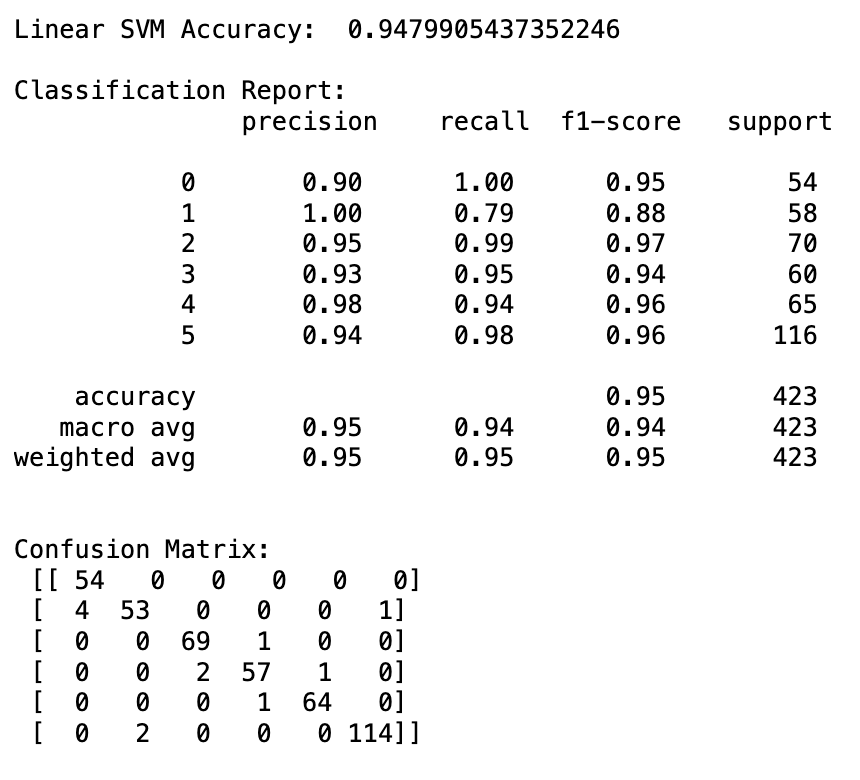 Linear SVM Accuracy:  0.9479905437352246
Classification Report:
              precision    recall  f1-score   support
           0       0.90      1.00      0.95        54
           1       1.00      0.79      0.88        58
           2       0.95      0.99      0.97        70
           3       0.93      0.95      0.94        60
           4       0.98      0.94      0.96        65
           5       0.94      0.98      0.96       116
    accuracy                           0.95       423
   macro avg       0.95      0.94      0.94       423
weighted avg       0.95      0.95      0.95       423
Confusion Matrix:
 [[ 54   0   0   0   0   0]
 [  4  53   0   0   0   1]
 [  0   0  69   1   0   0]
 [  0   0   2  57   1   0]
 [  0   0   0   1  64   0]
 [  0   2   0   0   0 114]]